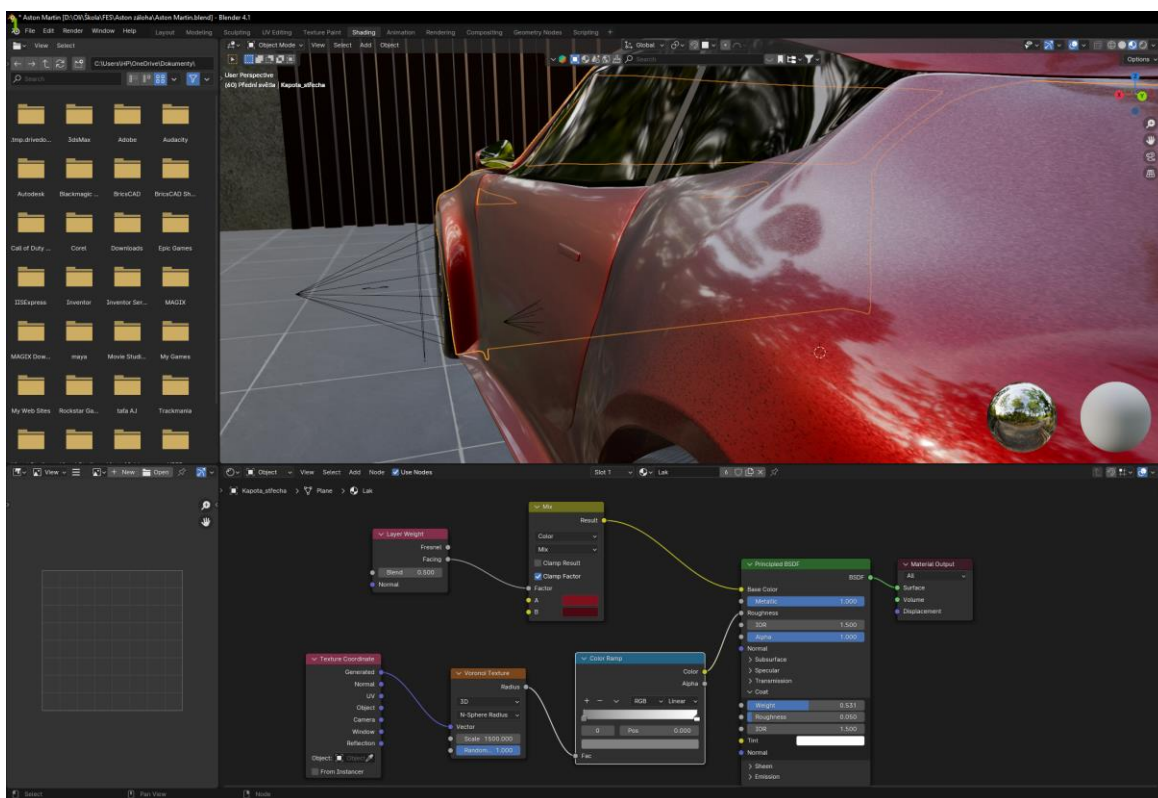 * Aston Martin [D:\Oli\Škola\FES\Aston záloha\Aston Martin.blend] - Blender 4.1
File Edit Render Window Help Layout Modeling Sculpting UV Editing Texture Paint Shading Animation Rendering Compositing Geometry Nodes Scripting +
View Select
Object Mode View Select Add Object Global
C:\Users\HP\OneDrive\Dokumenty\
Search
Options
User Perspective
(60) Přední světla | Kapota_střecha
.tmp.drivedo... 3dsMax Adobe Audacity
Autodesk Blackmagic ... BricsCAD BricsCAD Sh...
Call of Duty ... Corel Downloads Epic Games
IISExpress Inventor Inventor Ser... MAGIX
MAGIX Dow... maya Movie Studi... My Games
My Web Sites Rockstar Ga... tafa A.I Trackmania
View + New Open
Object View Select Add Node Use Nodes Slot 1 Lak 6
Kapota_střecha > Plane > Lak
Mix
Result
Color
Mix
Clamp Result
Clamp Factor
Factor
A
B
Layer Weight
Fresnel
Facing
Blend 0.500
Normal
Principled BSDF
BSDF
Base Color
Metallic 1.000
Roughness
IOR 1.500
Alpha 1.000
Normal
Subsurface
Specular
Transmission
Coat
Weight 0.531
Roughness 0.050
IOR 1.500
Tint
Normal
Sheen
Emission
Material Output
All
Surface
Volume
Displacement
Texture Coordinate
Generated
Normal
UV
Object
Camera
Window
Reflection
Object: Object
From Instancer
Voronoi Texture
Radius
3D
N-Sphere Radius
Vector
Scale 1500.000
Random.. 1.000
Color Ramp
Color
Alpha
+ - RGB Linear
0 Pos 0.000
Fac
Select Pan View Node